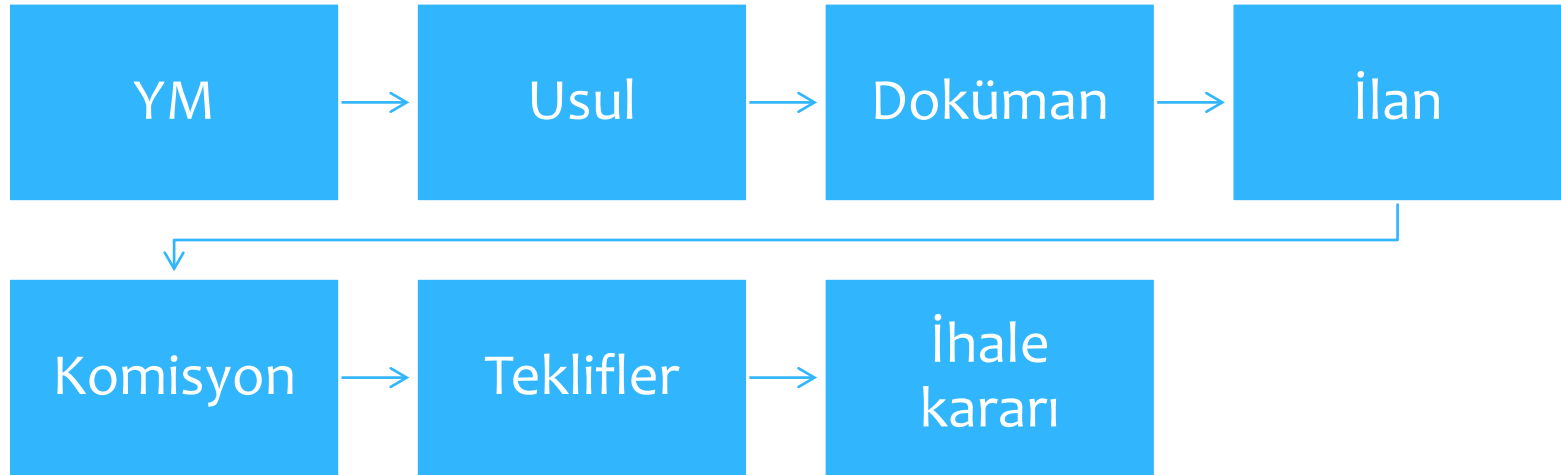 YM
Usul
Doküman
İlan
Komisyon
Teklifler
İhale
kararı